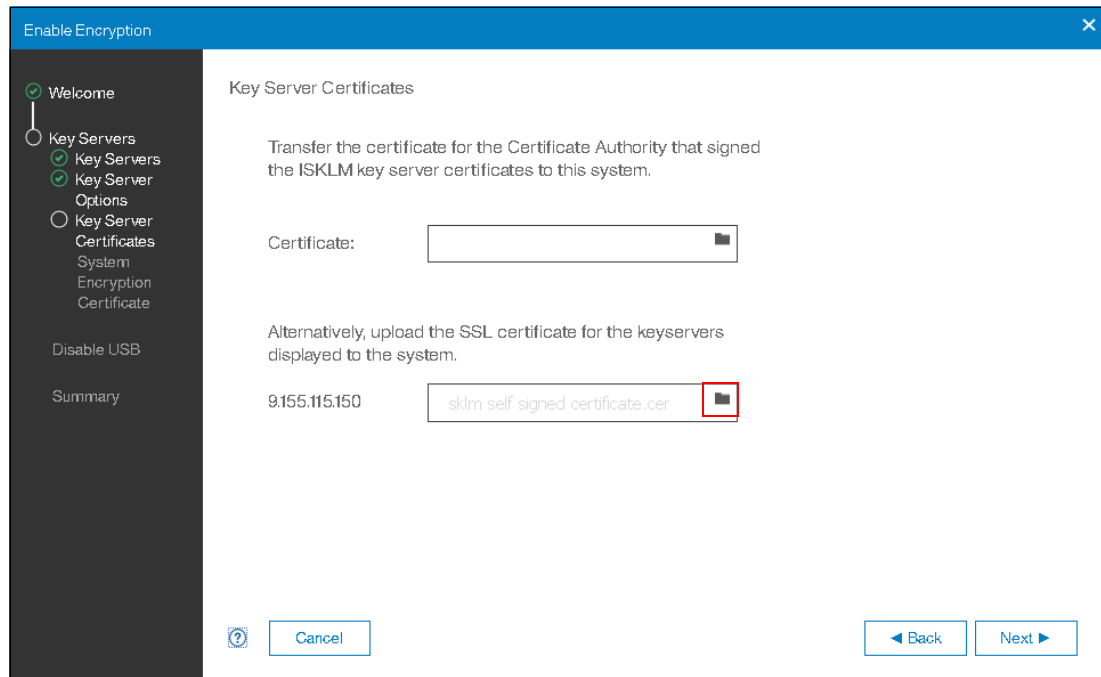 Enable Encryption
Welcome
Key Servers
Key Servers
Key Server
Options
Key Server
Certificates
System
Encryption
Certificate
Disable USB
Summary
Key Server Certificates
Transfer the certificate for the Certificate Authority that signed
the ISKLM key server certificates to this system.
Certificate:
Alternatively, upload the SSL certificate for the keyservers
displayed to the system.
9.155.115.150
sklm self signed certificate.cer
?
Cancel
◄ Back
Next ►